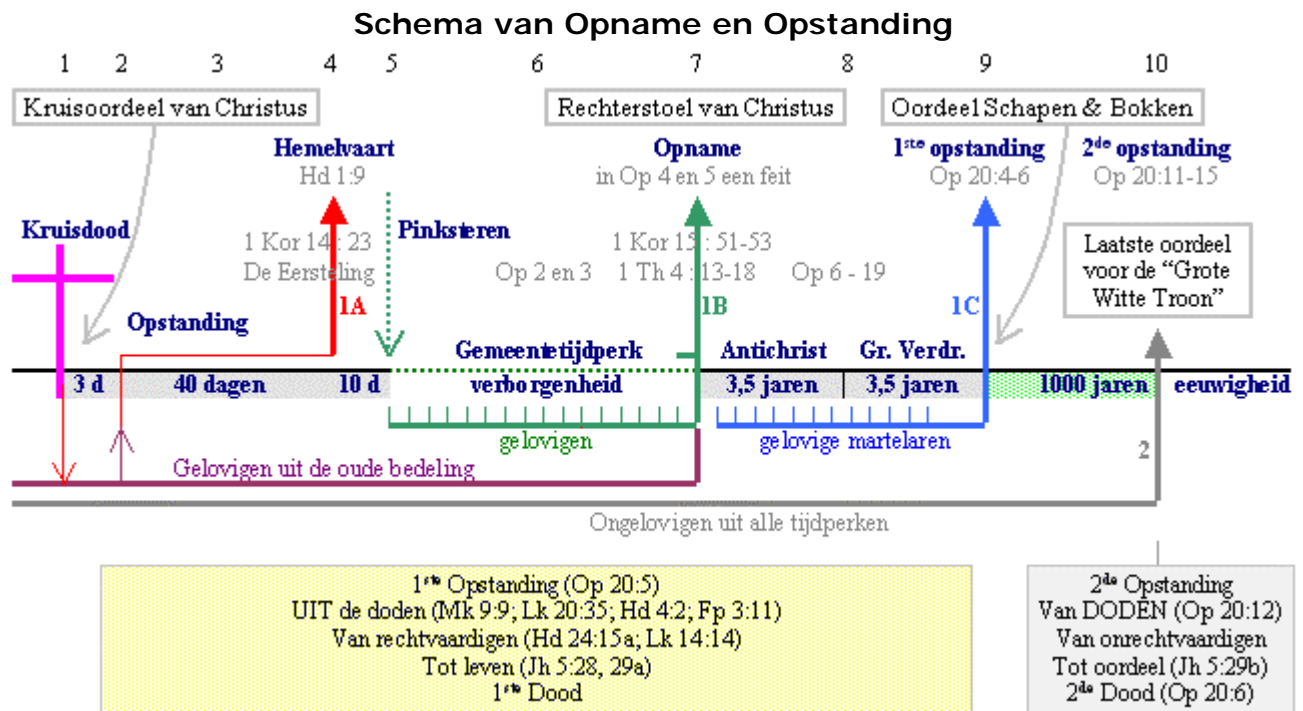 Schema van Opname en Opstanding
1 2 3 4 5 6 7 8 9 10
Kruisoordeel van Christus Rechterstoel van Christus Oordeel Schapen & Bokken
Hemelvaart Opname 1ste opstanding 2de opstanding
Hd 1:9 in Op 4 en 5 een feit Op 20:4-6 Op 20:11-15
Kruisdood Pinksteren
1 Kor 14 : 23 1 Kor 15 : 51-53
De Eersteling Op 2 en 3 1 Th 4 : 13-18 Op 6 - 19
Laatste oordeel
voor de “Grote
Witte Troon”
1A 1B 1C
Opstanding
Gemeentetijdperk Antichrist Gr. Verdr.
3 d 40 dagen 10 d verborgenheid 3,5 jaren 3,5 jaren 1000 jaren eeuwigheid
gelovigen gelovige martelaren
2
Gelovigen uit de oude bedeling
Ongelovigen uit alle tijdperken
1ste Opstanding (Op 20:5)
UIT de doden (Mk 9:9; Lk 20:35; Hd 4:2; Fp 3:11)
Van rechtvaardigen (Hd 24:15a; Lk 14:14)
Tot leven (Jh 5:28, 29a)
1ste Dood
2de Opstanding
Van DODEN (Op 20:12)
Van onrechtvaardigen
Tot oordeel (Jh 5:29b)
2de Dood (Op 20:6)